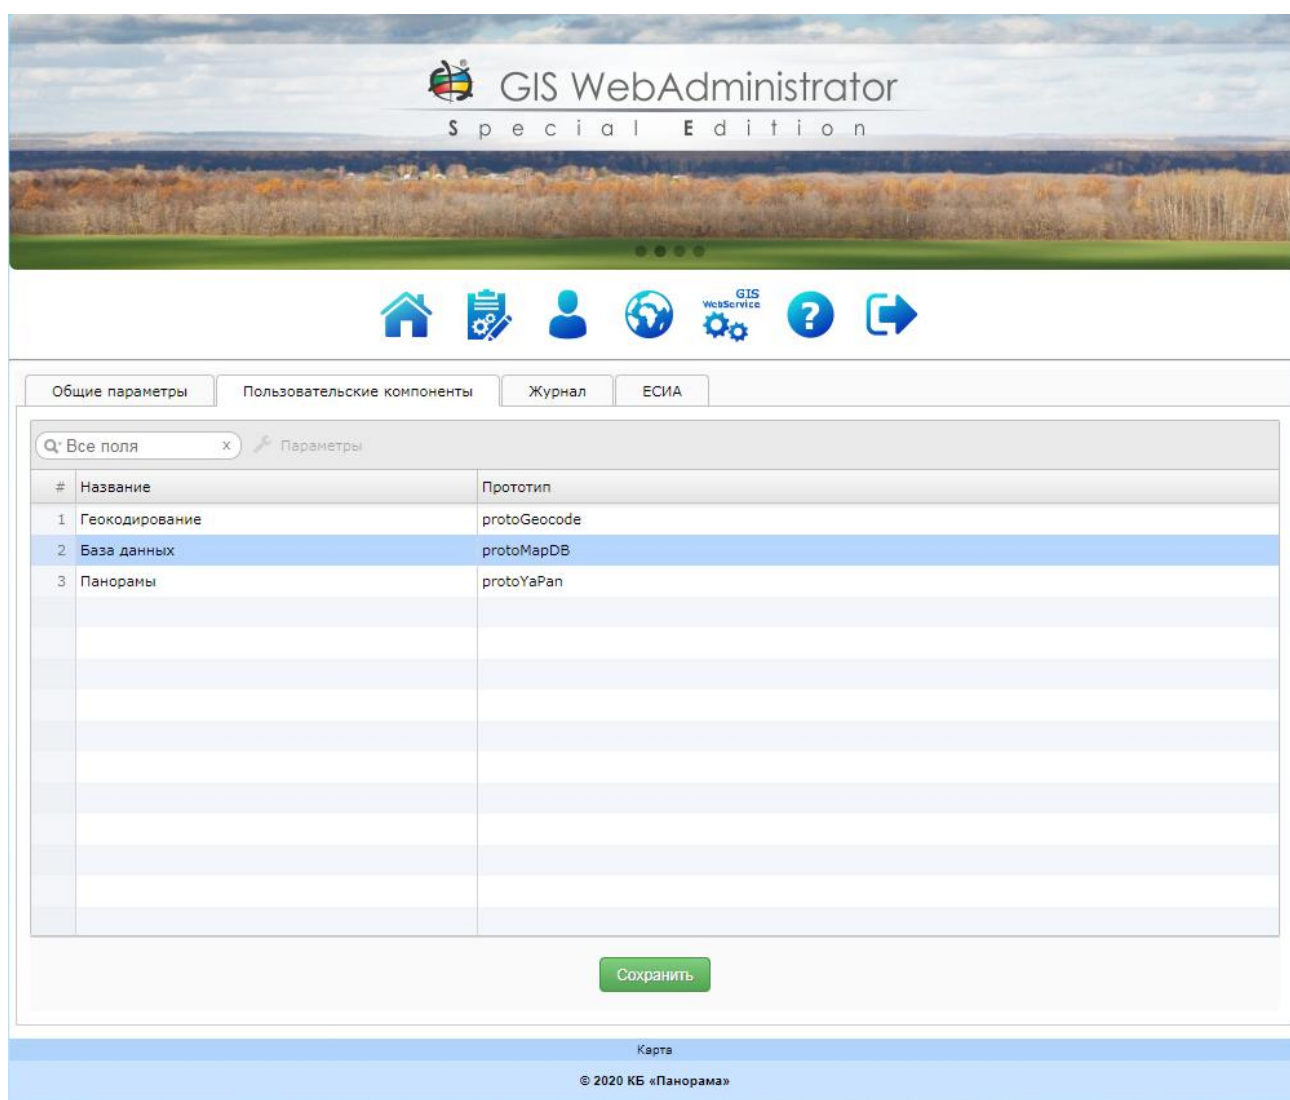 GIS WebAdministrator
Special Edition
GIS
WebService
Общие параметры Пользовательские компоненты Журнал ЕСИА
Все поля x Параметры
# Название Прототип
1 Геокодирование protoGeocode
2 База данных protoMapDB
3 Панорамы protoYaPan
Сохранить
Карта
© 2020 КБ «Панорама»